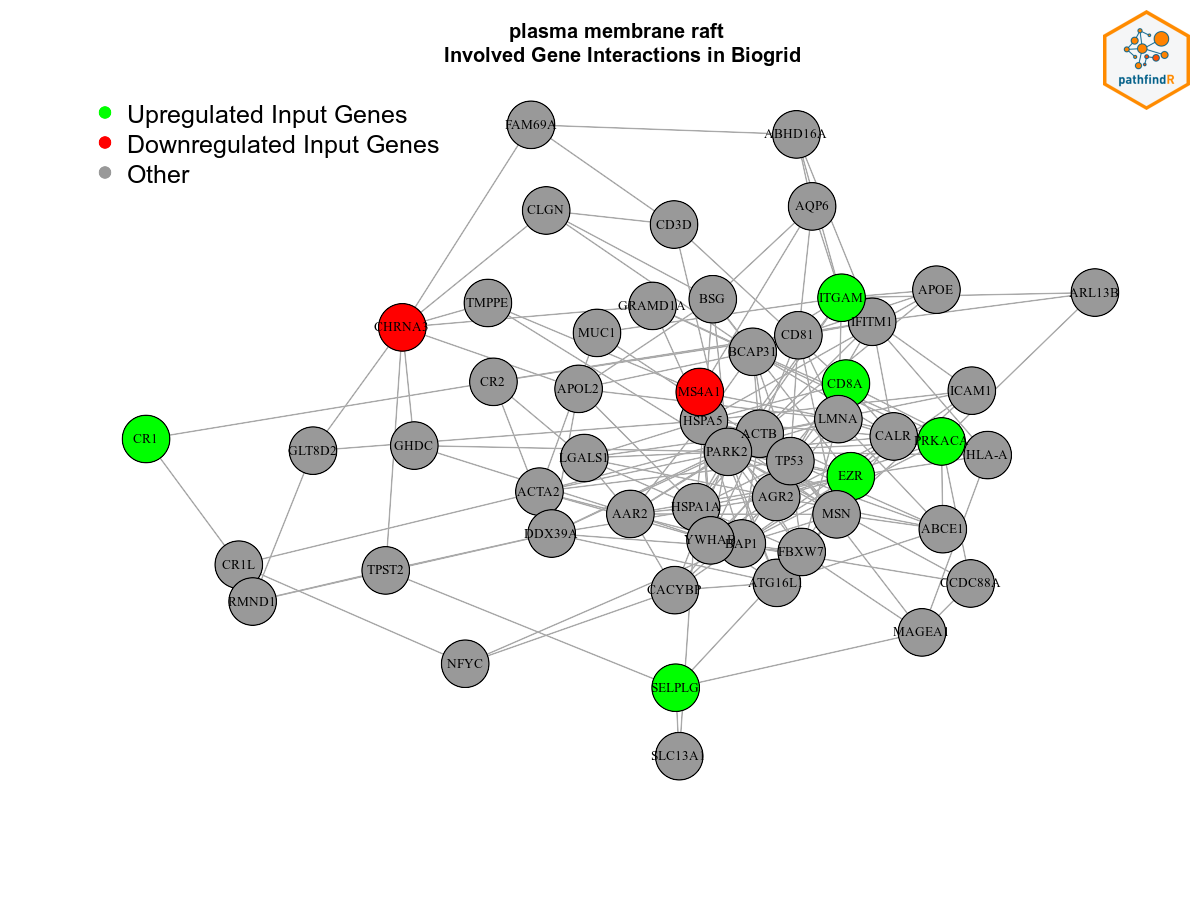 plasma membrane raft
Involved Gene Interactions in Biogrid
pathfindR
Upregulated Input Genes
Downregulated Input Genes
Other
FAM69A
ABHD16A
CLGN
CD3D
AQP6
TMPPE
GRAMD1A
BSG
ITGAM
APOE
ARL13B
CHRNA3
MUC1
CD81
IFITM1
BCAP31
CR2
APOL2
MS4A1
CD8A
ICAM1
CR1
GLT8D2
GHDC
HSPA5
ACTB
LMNA
CALR
PRKACA
HLA-A
LGALS1
PARK2
TP53
EZR
ACTA2
AAR2
HSPA1A
AGR2
MSN
DDX39A
YWHAB
BAP1
FBXW7
ABCE1
CR1L
TPST2
RMND1
CACYBP
ATG16L1
CCDC88A
MAGEA1
NFYC
SELPLG
SLC13A1